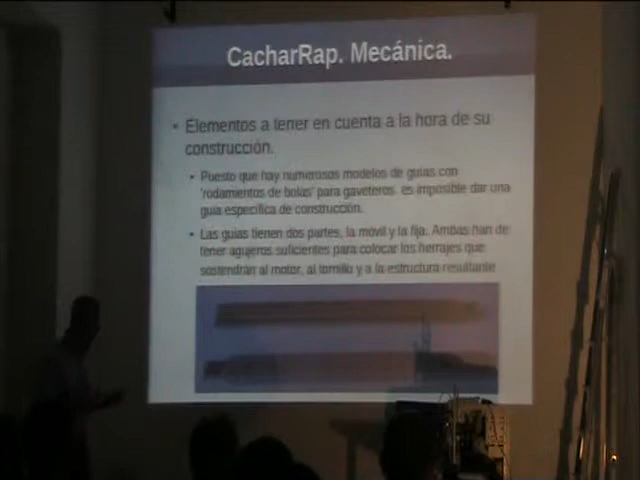 CacharRap. Mecánica.
• Elementos a tener en cuenta a la hora de su
construcción.
• Puesto que hay numerosos modelos de guías con
'rodamientos de bolas' para gaveteros es imposible dar una
guía específica de construcción.
• Las guías tienen dos partes, la móvil y la fija. Ambas han de
tener agujeros suficientes para colocar los herrajes que
sostendrán al motor, al tornillo y a la estructura resultante